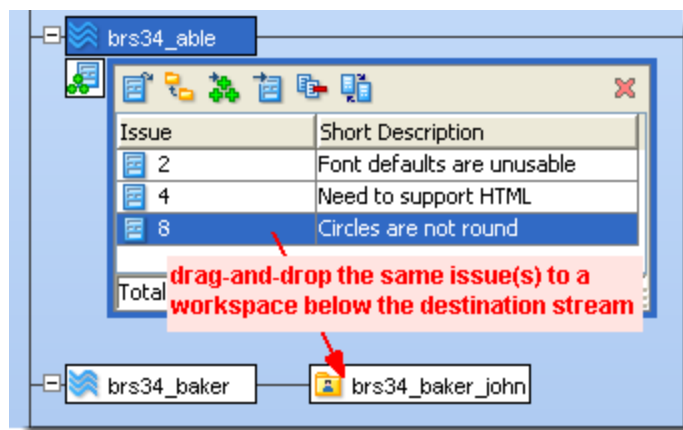 brs34_able
Issue Short Description
2 Font defaults are unusable
4 Need to support HTML
8 Circles are not round
drag-and-drop the same issue(s) to a
Total
workspace below the destination stream
brs34_baker brs34_baker_john